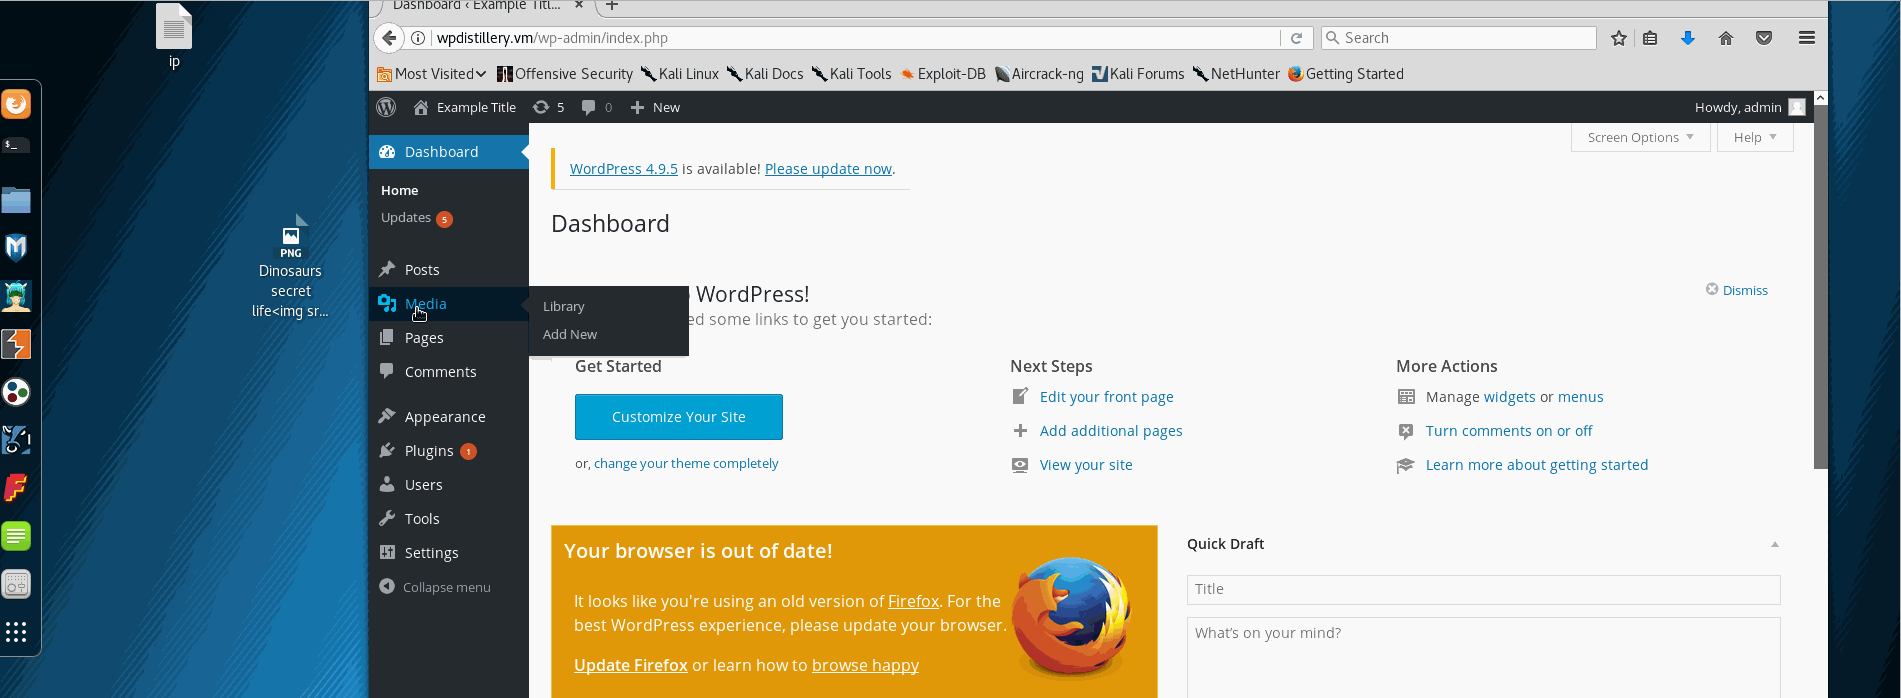 ip
Dinosaurs
secret
life<img sr...
PNG
$_
Dashboard ‹ Example Titl... × +
wpdistillery.vm/wp-admin/index.php
Search
Most Visited Offensive Security Kali Linux Kali Docs Kali Tools Exploit-DB Aircrack-ng Kali Forums NetHunter Getting Started
Example Title 5 0 New
Howdy, admin
Dashboard
Home
Updates 5
Posts
Media
Pages
Comments
Appearance
Plugins 1
Users
Tools
Settings
Collapse menu
Library
Add New
Screen Options Help
WordPress 4.9.5 is available! Please update now.
Dashboard
WordPress!
some links to get you started:
Dismiss
Get Started
Customize Your Site
or, change your theme completely
Next Steps
Edit your front page
Add additional pages
View your site
More Actions
Manage widgets or menus
Turn comments on or off
Learn more about getting started
Your browser is out of date!
It looks like you're using an old version of Firefox. For the
best WordPress experience, please update your browser.
Update Firefox or learn how to browse happy
Quick Draft
Title
What's on your mind?